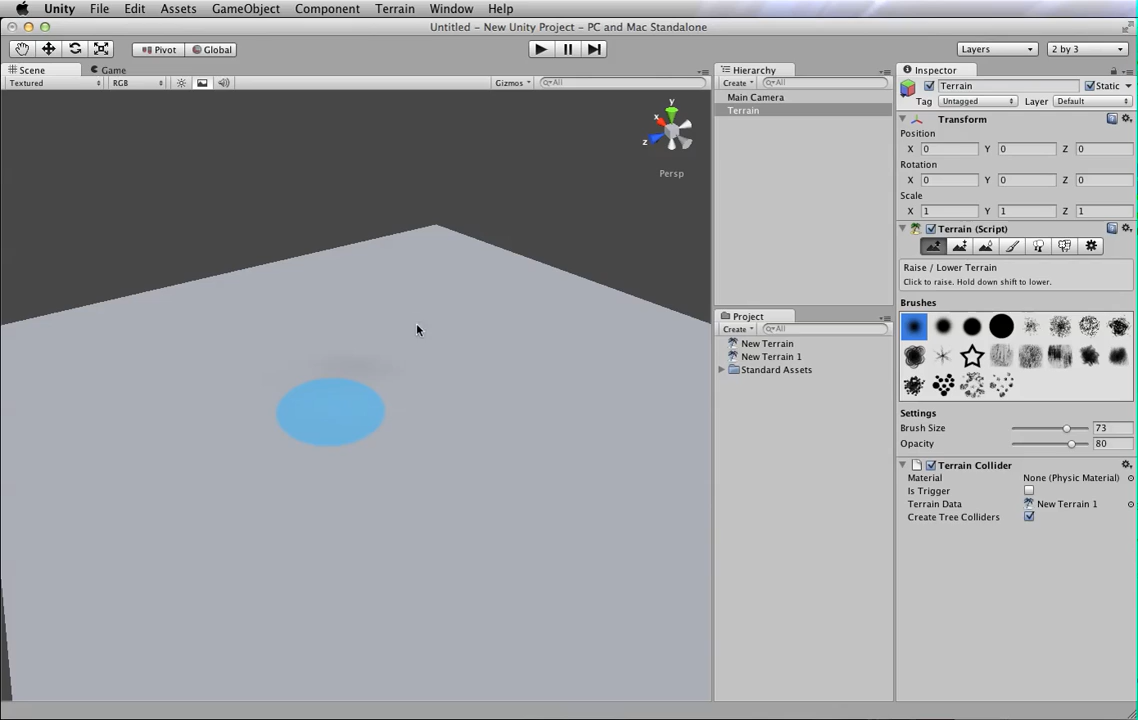 Unity File Edit Assets GameObject Component Terrain Window Help
Untitled – New Unity Project – PC and Mac Standalone
Pivot Global Layers 2 by 3
Scene Game
Textured RGB Gizmos All
y
x
z
Persp
Hierarchy
Create All
Main Camera
Terrain
Project
Create All
New Terrain
New Terrain 1
Standard Assets
Inspector
Terrain Static
Tag Untagged Layer Default
Transform
Position
X 0 Y 0 Z 0
Rotation
X 0 Y 0 Z 0
Scale
X 1 Y 1 Z 1
Terrain (Script)
Raise / Lower Terrain
Click to raise. Hold down shift to lower.
Brushes
Settings
Brush Size 73
Opacity 80
Terrain Collider
Material None (Physic Material)
Is Trigger
Terrain Data New Terrain 1
Create Tree Colliders